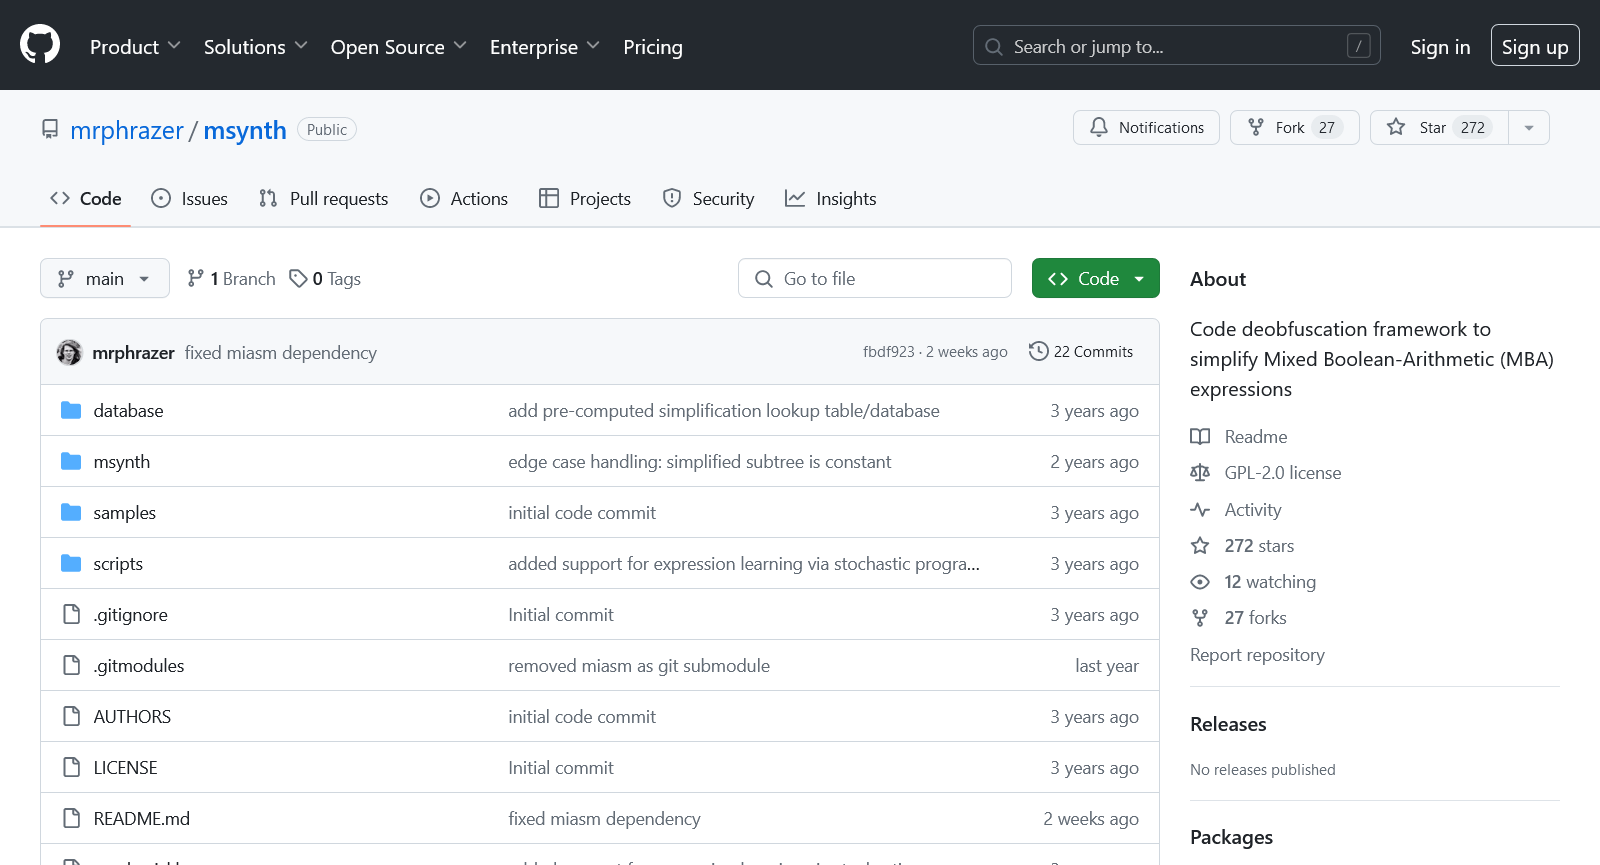 Product Solutions Open Source Enterprise Pricing Search or jump to... / Sign in Sign up
mrphrazer / msynth Public Notifications Fork 27 Star 272
Code Issues Pull requests Actions Projects Security Insights
main 1 Branch 0 Tags Go to file Code
mrphrazer fixed miasm dependency fbdf923 · 2 weeks ago 22 Commits
database add pre-computed simplification lookup table/database 3 years ago
msynth edge case handling: simplified subtree is constant 2 years ago
samples initial code commit 3 years ago
scripts added support for expression learning via stochastic progra... 3 years ago
.gitignore Initial commit 3 years ago
.gitmodules removed miasm as git submodule last year
AUTHORS initial code commit 3 years ago
LICENSE Initial commit 3 years ago
README.md fixed miasm dependency 2 weeks ago
About
Code deobfuscation framework to
simplify Mixed Boolean-Arithmetic (MBA)
expressions
Readme
GPL-2.0 license
Activity
272 stars
12 watching
27 forks
Report repository
Releases
No releases published
Packages